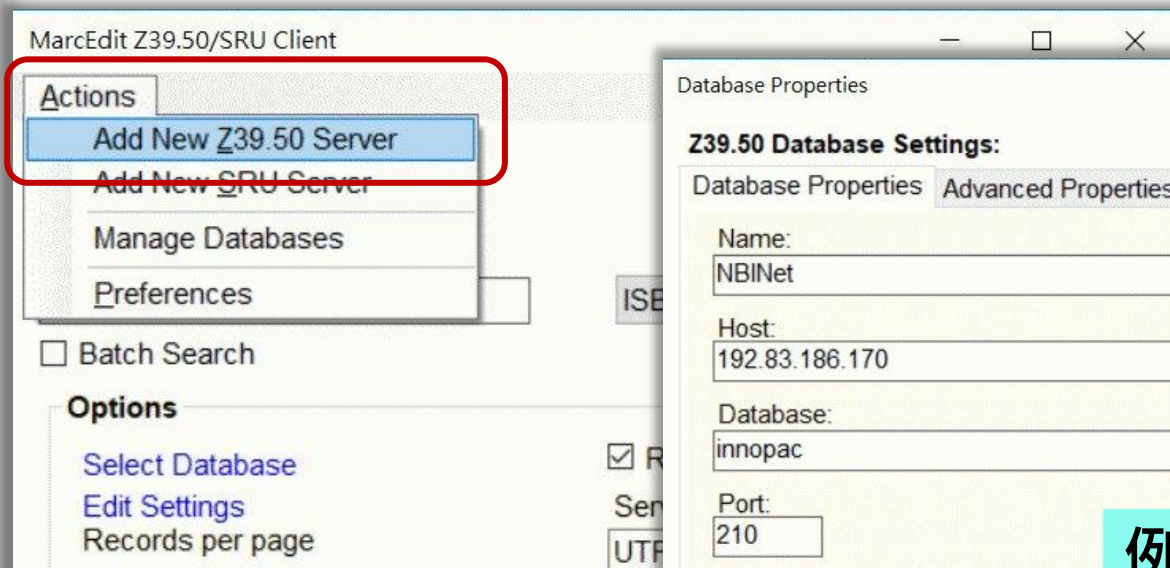 MarcEdit Z39.50/SRU Client
Actions
Add New Z39.50 Server
Add New SRU Server
Manage Databases
Preferences
ISB
Batch Search
Options
Select Database
Edit Settings
Records per page
R
Ser
UTF
Database Properties
Z39.50 Database Settings:
Database Properties Advanced Properties
Name:
NBINet
Host:
192.83.186.170
Database:
innopac
Port:
210
例